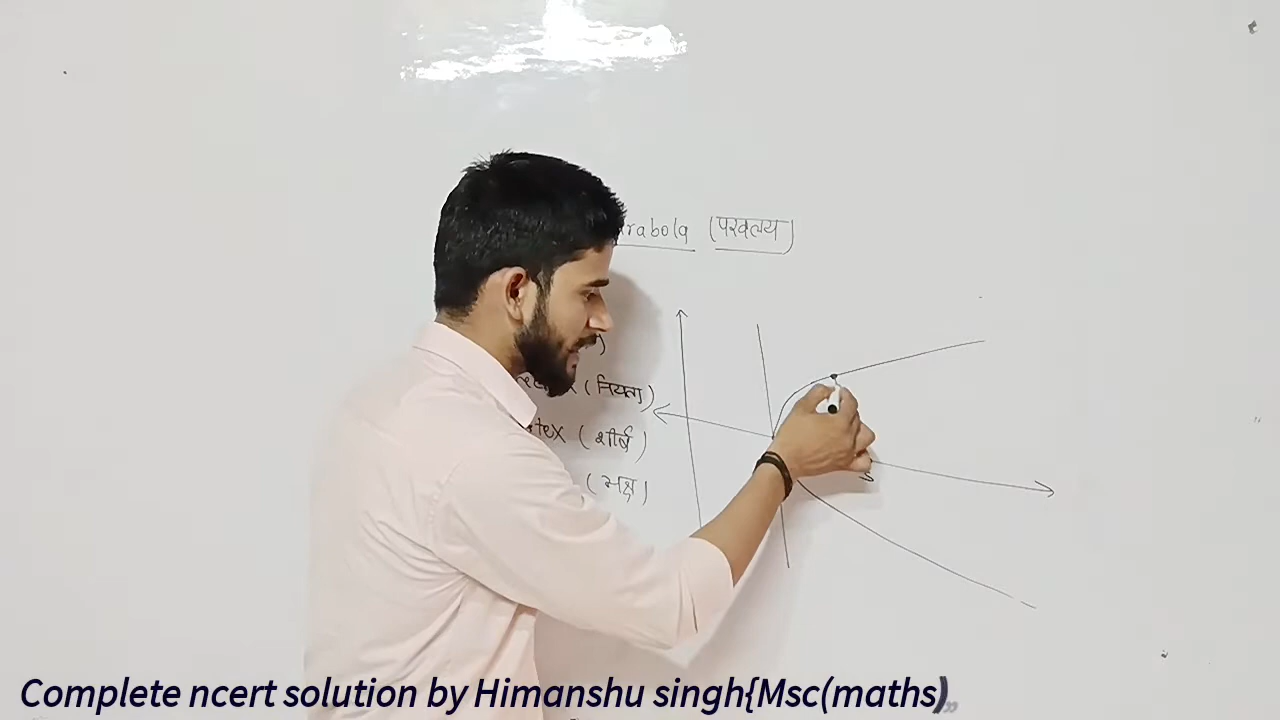 rabola (परवलय)
(नियता)
tex (शीर्ष)
(अक्ष)
S
Complete ncert solution by Himanshu singh{Msc(maths)